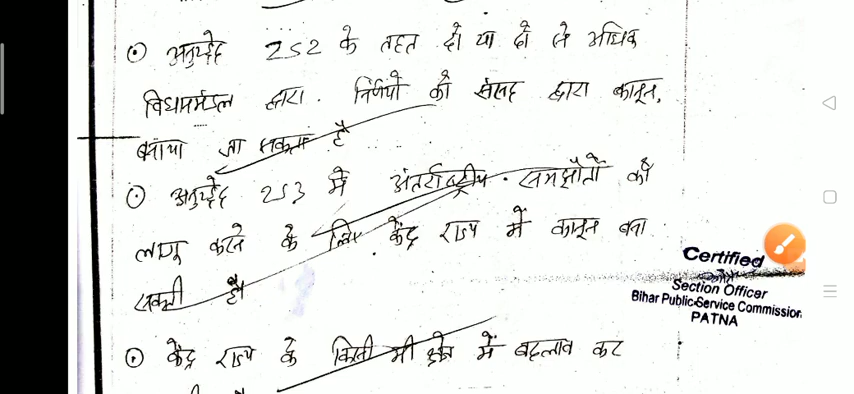 ⊙ अनुच्छेद 252 के तहत दो या दो से अधिक
विधानमंडल द्वारा. निर्णयो को संसद द्वारा कानून,
बनाया जा सकता है
⊙ अनुच्छेद 253 में अंतर्राष्ट्रीय. समझौतों को
लागू करने के लिए केंद्र राज्य में कानून बना
सकती है।
Certified
Section Officer
Bihar Public Service Commission
PATNA
⊙ केंद्र राज्य के किसी भी क्षेत्र में बदलाव कर